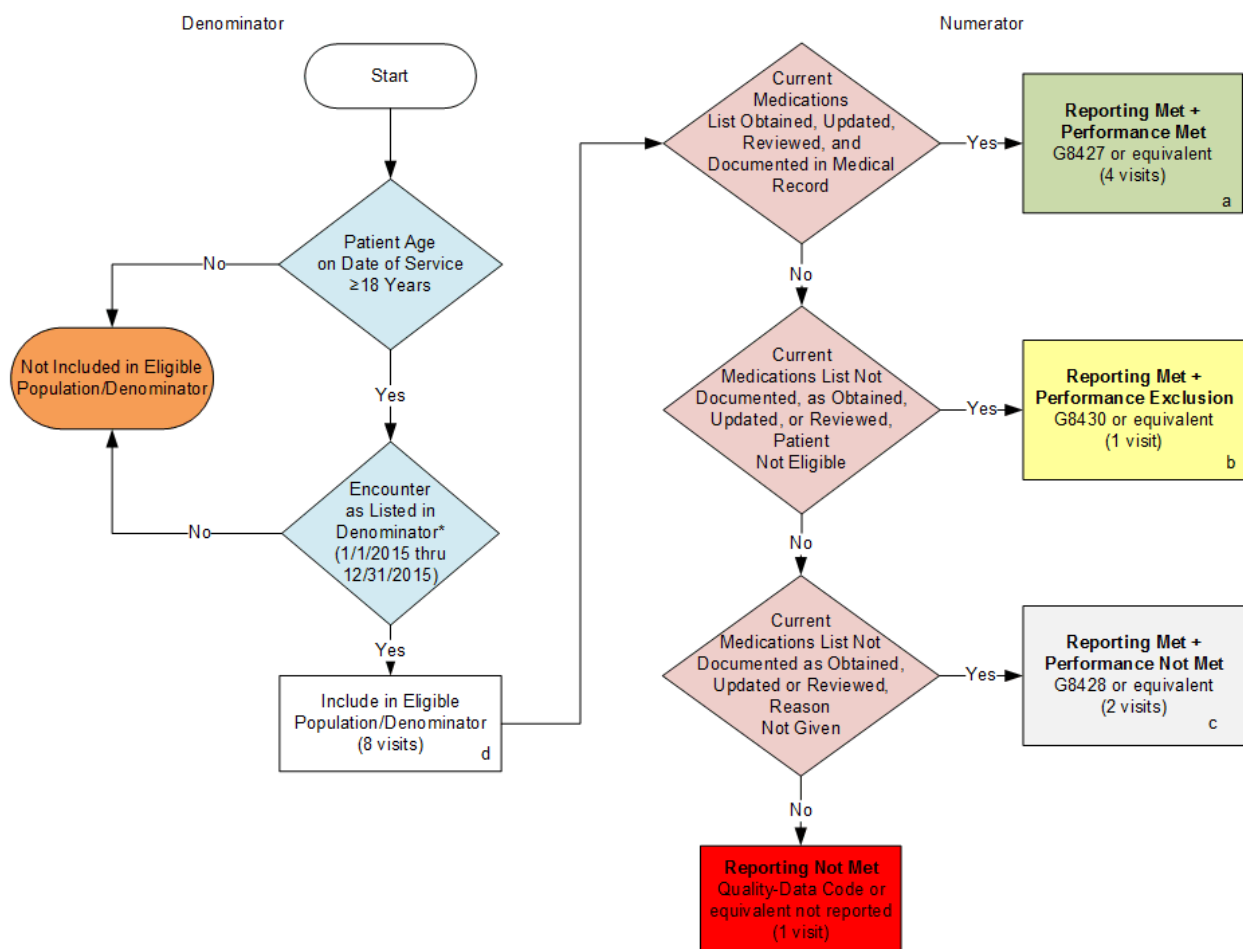 Denominator
Start
Patient Age
on Date of Service
≥18 Years
No
Not Included in Eligible
Population/Denominator
Yes
Encounter
as Listed in
Denominator*
(1/1/2015 thru
12/31/2015)
No
Yes
Include in Eligible
Population/Denominator
(8 visits)
d
Numerator
Current
Medications
List Obtained, Updated,
Reviewed, and
Documented in Medical
Record
Yes
Reporting Met +
Performance Met
G8427 or equivalent
(4 visits)
a
No
Current
Medications List Not
Documented, as Obtained,
Updated, or Reviewed,
Patient
Not Eligible
Yes
Reporting Met +
Performance Exclusion
G8430 or equivalent
(1 visit)
b
No
Current
Medications List Not
Documented as Obtained,
Updated or Reviewed,
Reason
Not Given
Yes
Reporting Met +
Performance Not Met
G8428 or equivalent
(2 visits)
c
No
Reporting Not Met
Quality-Data Code or
equivalent not reported
(1 visit)